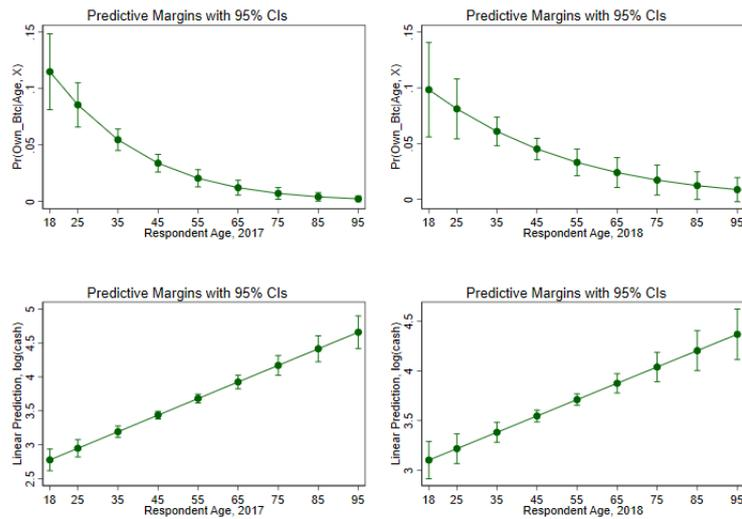 Predictive Margins with 95% CIs
Pr(Own_Btc|Age, X)
.15
.1
.05
0
18 25 35 45 55 65 75 85 95
Respondent Age, 2017
Predictive Margins with 95% CIs
Pr(Own_Btc|Age, X)
.15
.1
.05
0
18 25 35 45 55 65 75 85 95
Respondent Age, 2018
Predictive Margins with 95% CIs
Linear Prediction, log(cash)
5
4.5
4
3.5
3
2.5
18 25 35 45 55 65 75 85 95
Respondent Age, 2017
Predictive Margins with 95% CIs
Linear Prediction, log(cash)
4.5
4
3.5
3
18 25 35 45 55 65 75 85 95
Respondent Age, 2018